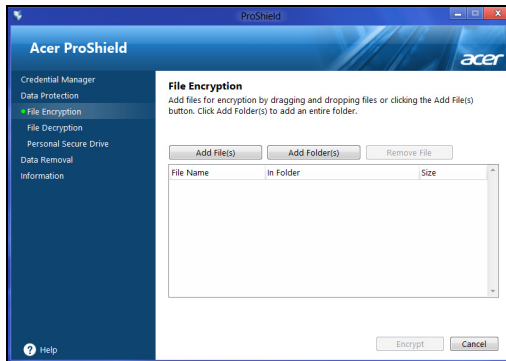 ProShield
Acer ProShield
acer
Credential Manager
Data Protection
File Encryption
File Decryption
Personal Secure Drive
Data Removal
Information
File Encryption
Add files for encryption by dragging and dropping files or clicking the Add File(s)
button. Click Add Folder(s) to add an entire folder.
Add File(s) Add Folder(s) Remove File
File Name In Folder Size
Encrypt Cancel
? Help